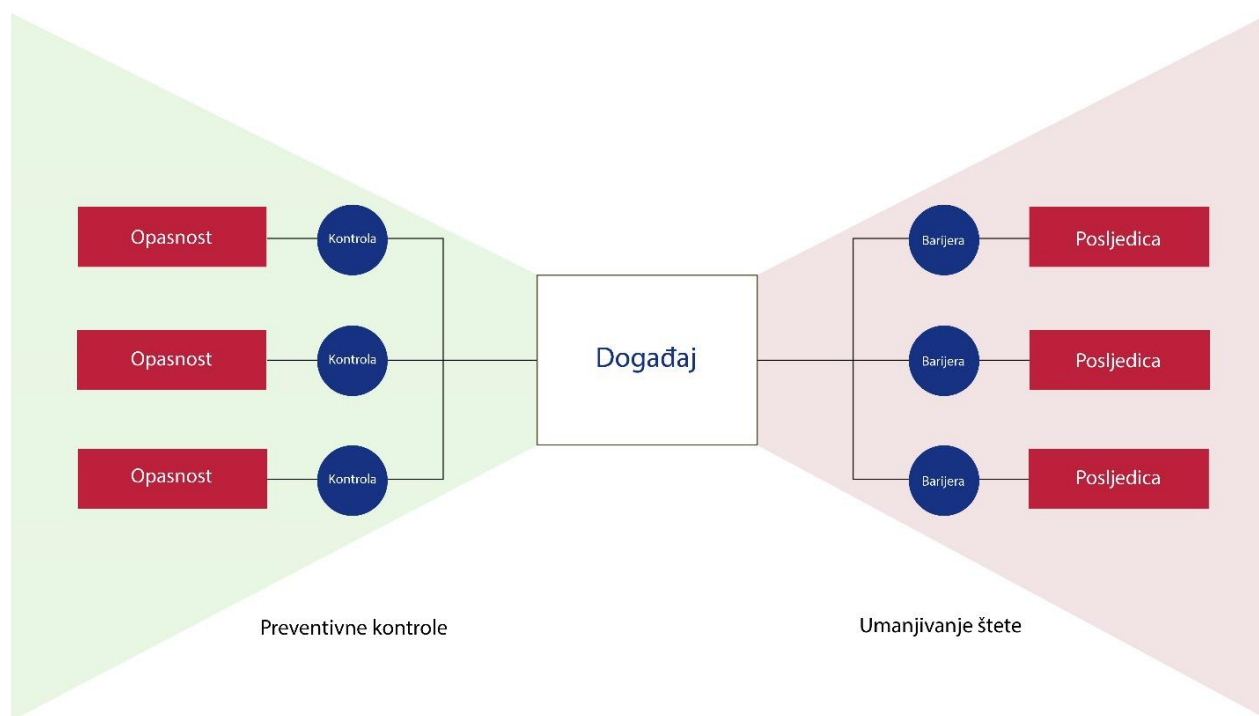 Opasnost
Kontrola
Barijera
Posljedica
Opasnost
Kontrola
Događaj
Barijera
Posljedica
Opasnost
Kontrola
Barijera
Posljedica
Preventivne kontrole
Umanjivanje štete